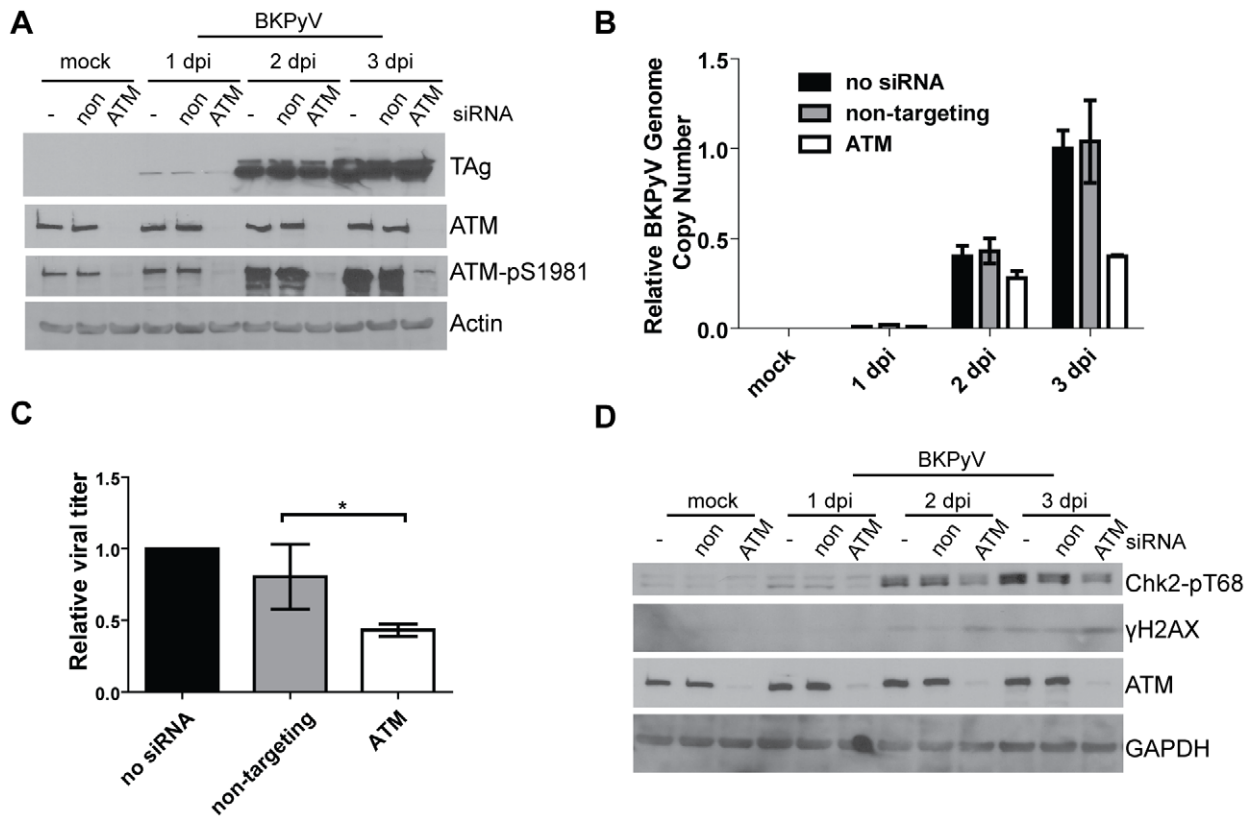 A
BKPyV
mock 1 dpi 2 dpi 3 dpi
- non ATM - non ATM - non ATM - non ATM siRNA
TAg
ATM
ATM-pS1981
Actin
B
Relative BKPyV Genome
Copy Number
1.5
1.0
0.5
0.0
no siRNA
non-targeting
ATM
mock 1 dpi 2 dpi 3 dpi
C
Relative viral titer
1.5
1.0
0.5
0.0
*
no siRNA non-targeting ATM
D
BKPyV
mock 1 dpi 2 dpi 3 dpi
- non ATM - non ATM - non ATM - non ATM siRNA
Chk2-pT68
γH2AX
ATM
GAPDH